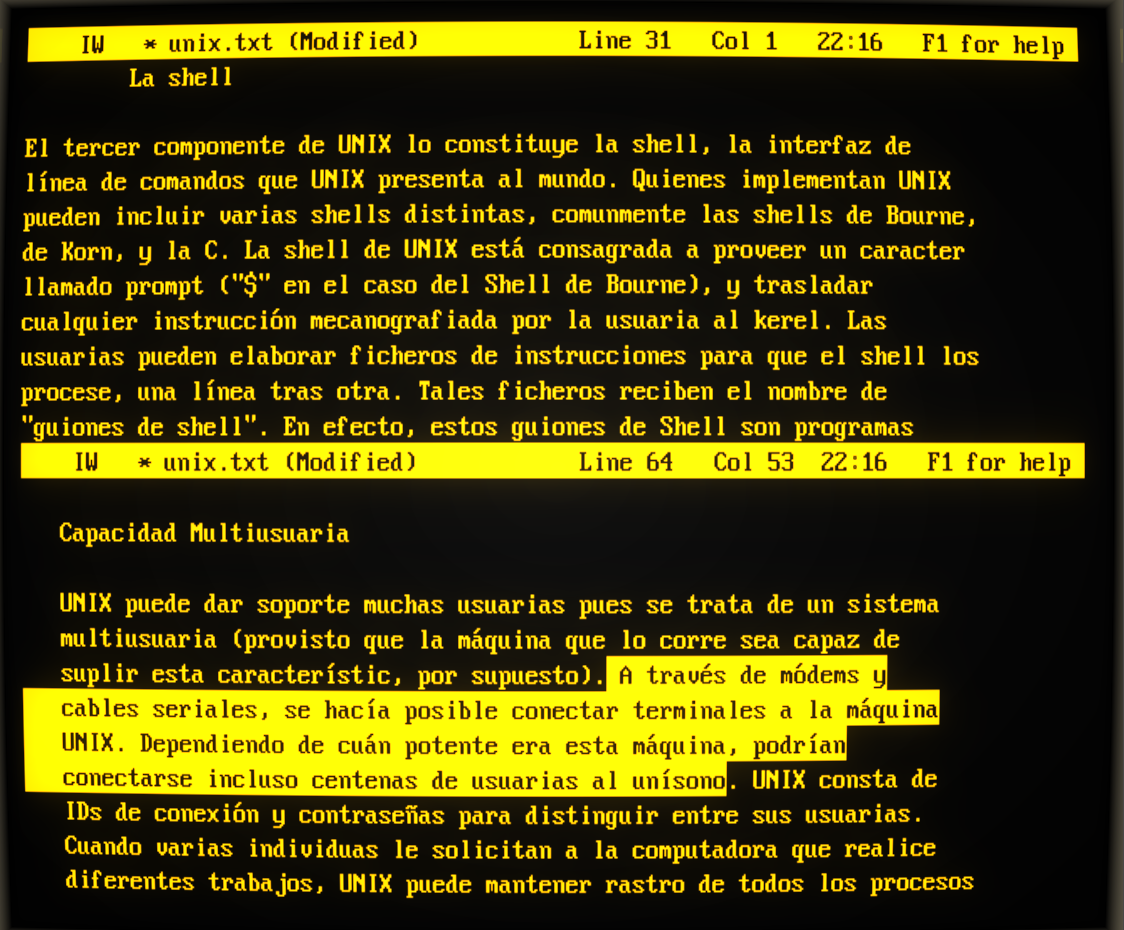 IW * unix.txt (Modified) Line 31 Col 1 22:16 F1 for help
La shell
El tercer componente de UNIX lo constituye la shell, la interfaz de
línea de comandos que UNIX presenta al mundo. Quienes implementan UNIX
pueden incluir varias shells distintas, comunmente las shells de Bourne,
de Korn, y la C. La shell de UNIX está consagrada a proveer un caracter
llamado prompt ("$" en el caso del Shell de Bourne), y trasladar
cualquier instrucción mecanografiada por la usuaria al kerel. Las
usuarias pueden elaborar ficheros de instrucciones para que el shell los
procese, una línea tras otra. Tales ficheros reciben el nombre de
"guiones de shell". En efecto, estos guiones de Shell son programas
IW * unix.txt (Modified) Line 64 Col 53 22:16 F1 for help
Capacidad Multiusuaria
UNIX puede dar soporte muchas usuarias pues se trata de un sistema
multiusuaria (provisto que la máquina que lo corre sea capaz de
suplir esta característic, por supuesto). A través de módems y
cables seriales, se hacía posible conectar terminales a la máquina
UNIX. Dependiendo de cuán potente era esta máquina, podrían
conectarse incluso centenas de usuarias al unísono. UNIX consta de
IDs de conexión y contraseñas para distinguir entre sus usuarias.
Cuando varias individuas le solicitan a la computadora que realice
diferentes trabajos, UNIX puede mantener rastro de todos los procesos